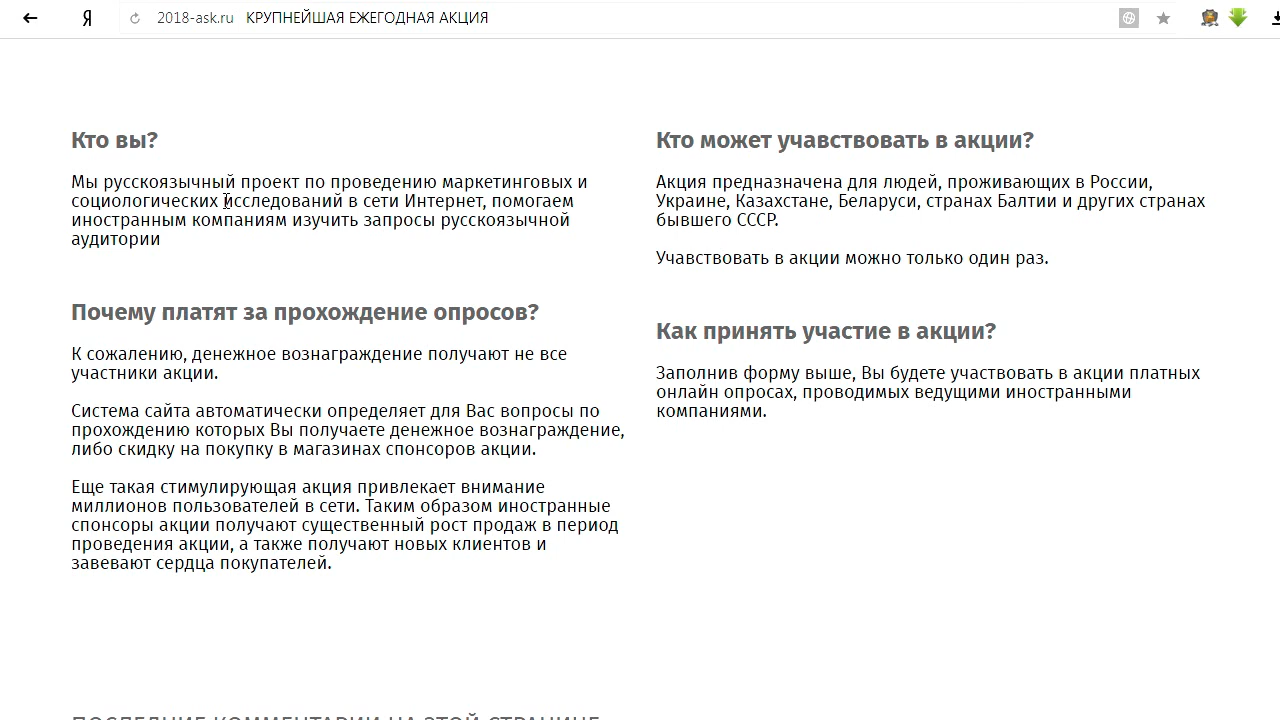 Я 2018-ask.ru КРУПНЕЙШАЯ ЕЖЕГОДНАЯ АКЦИЯ
Кто вы?
Мы русскоязычный проект по проведению маркетинговых и
социологических исследований в сети Интернет, помогаем
иностранным компаниям изучить запросы русскоязычной
аудитории
Почему платят за прохождение опросов?
К сожалению, денежное вознаграждение получают не все
участники акции.
Система сайта автоматически определяет для Вас вопросы по
прохождению которых Вы получаете денежное вознаграждение,
либо скидку на покупку в магазинах спонсоров акции.
Еще такая стимулирующая акция привлекает внимание
миллионов пользователей в сети. Таким образом иностранные
спонсоры акции получают существенный рост продаж в период
проведения акции, а также получают новых клиентов и
завевают сердца покупателей.
Кто может учавствовать в акции?
Акция предназначена для людей, проживающих в России,
Украине, Казахстане, Беларуси, странах Балтии и других странах
бывшего СССР.
Учавствовать в акции можно только один раз.
Как принять участие в акции?
Заполнив форму выше, Вы будете участвовать в акции платных
онлайн опросах, проводимых ведущими иностранными
компаниями.
ПОСЛЕДНИЕ КОММЕНТАРИИ НА ЭТОЙ СТРАНИЦЕ